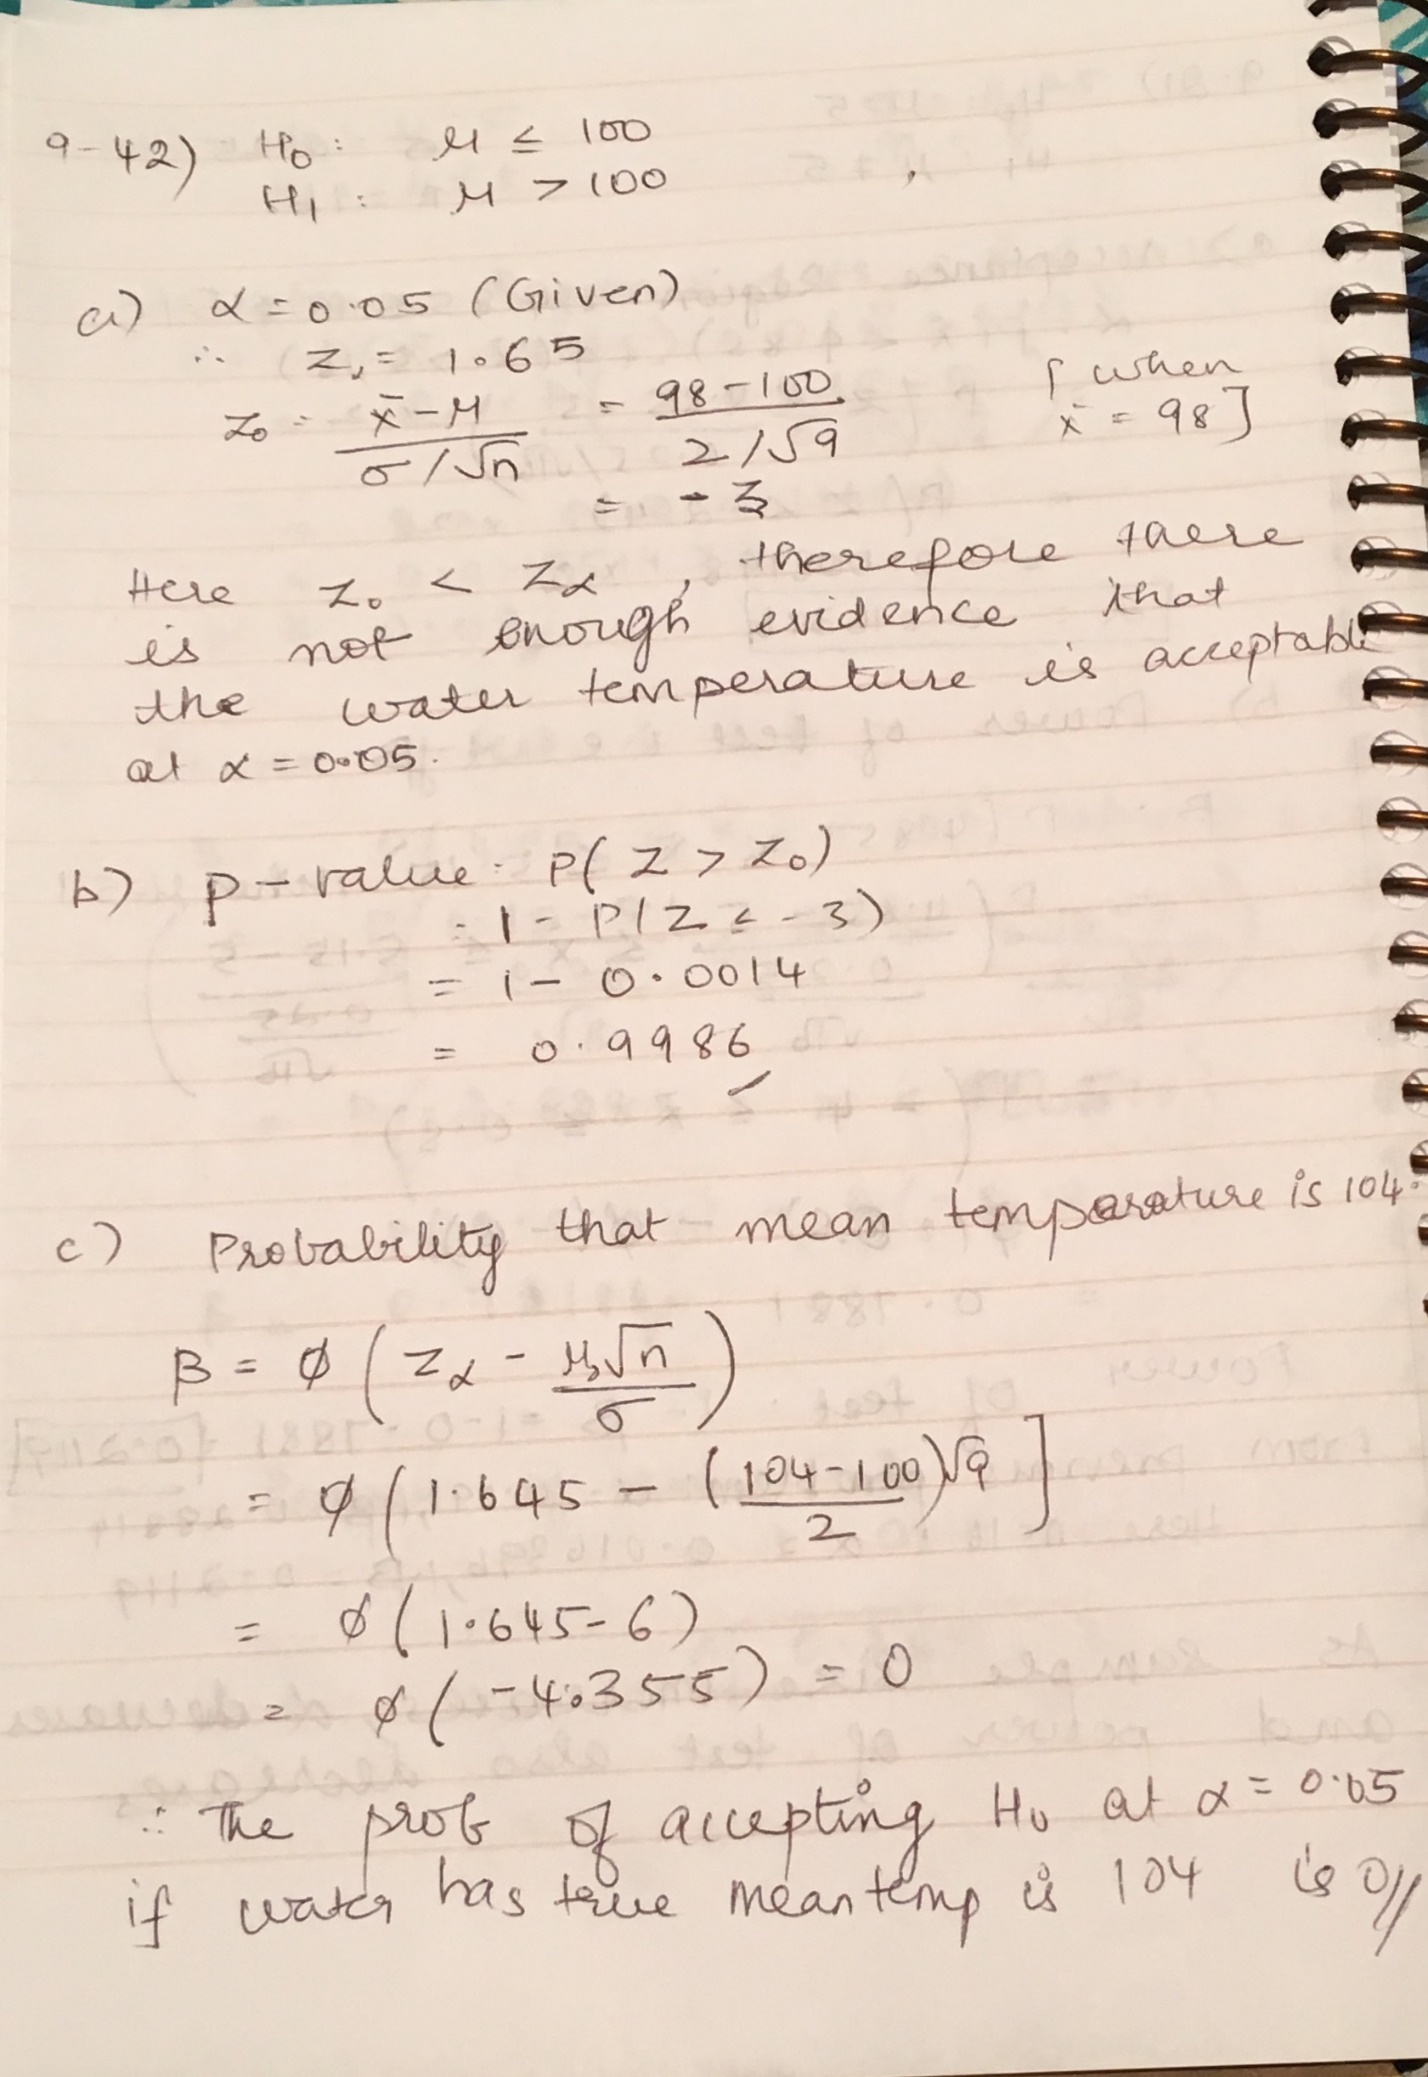 9-42) H₀: μ ≤ 100
H₁: μ > 100
a) α = 0.05 (Given)
∴ z, = 1.65
z₀ = (x̄ - μ)/(σ/√n) = (98-100)/(2/√9) [when x̄ = 98]
= -3
Here z₀ < zα, therefore there
is not enough evidence that
the water temperature is acceptable
at α = 0.05.
b) p-value: P(Z > Z₀)
= 1 - P(Z ≤ -3)
= 1 - 0.0014
= 0.9986
c) Probability that mean temperature is 104.
β = φ(zα - μ√n/σ)
= φ(1.645 - (104-100)√9/2]
= φ(1.645-6)
= φ(-4.355) = 0
∴ The prob of accepting H₀ at α = 0.05
if water has true mean temp is 104 is 0//